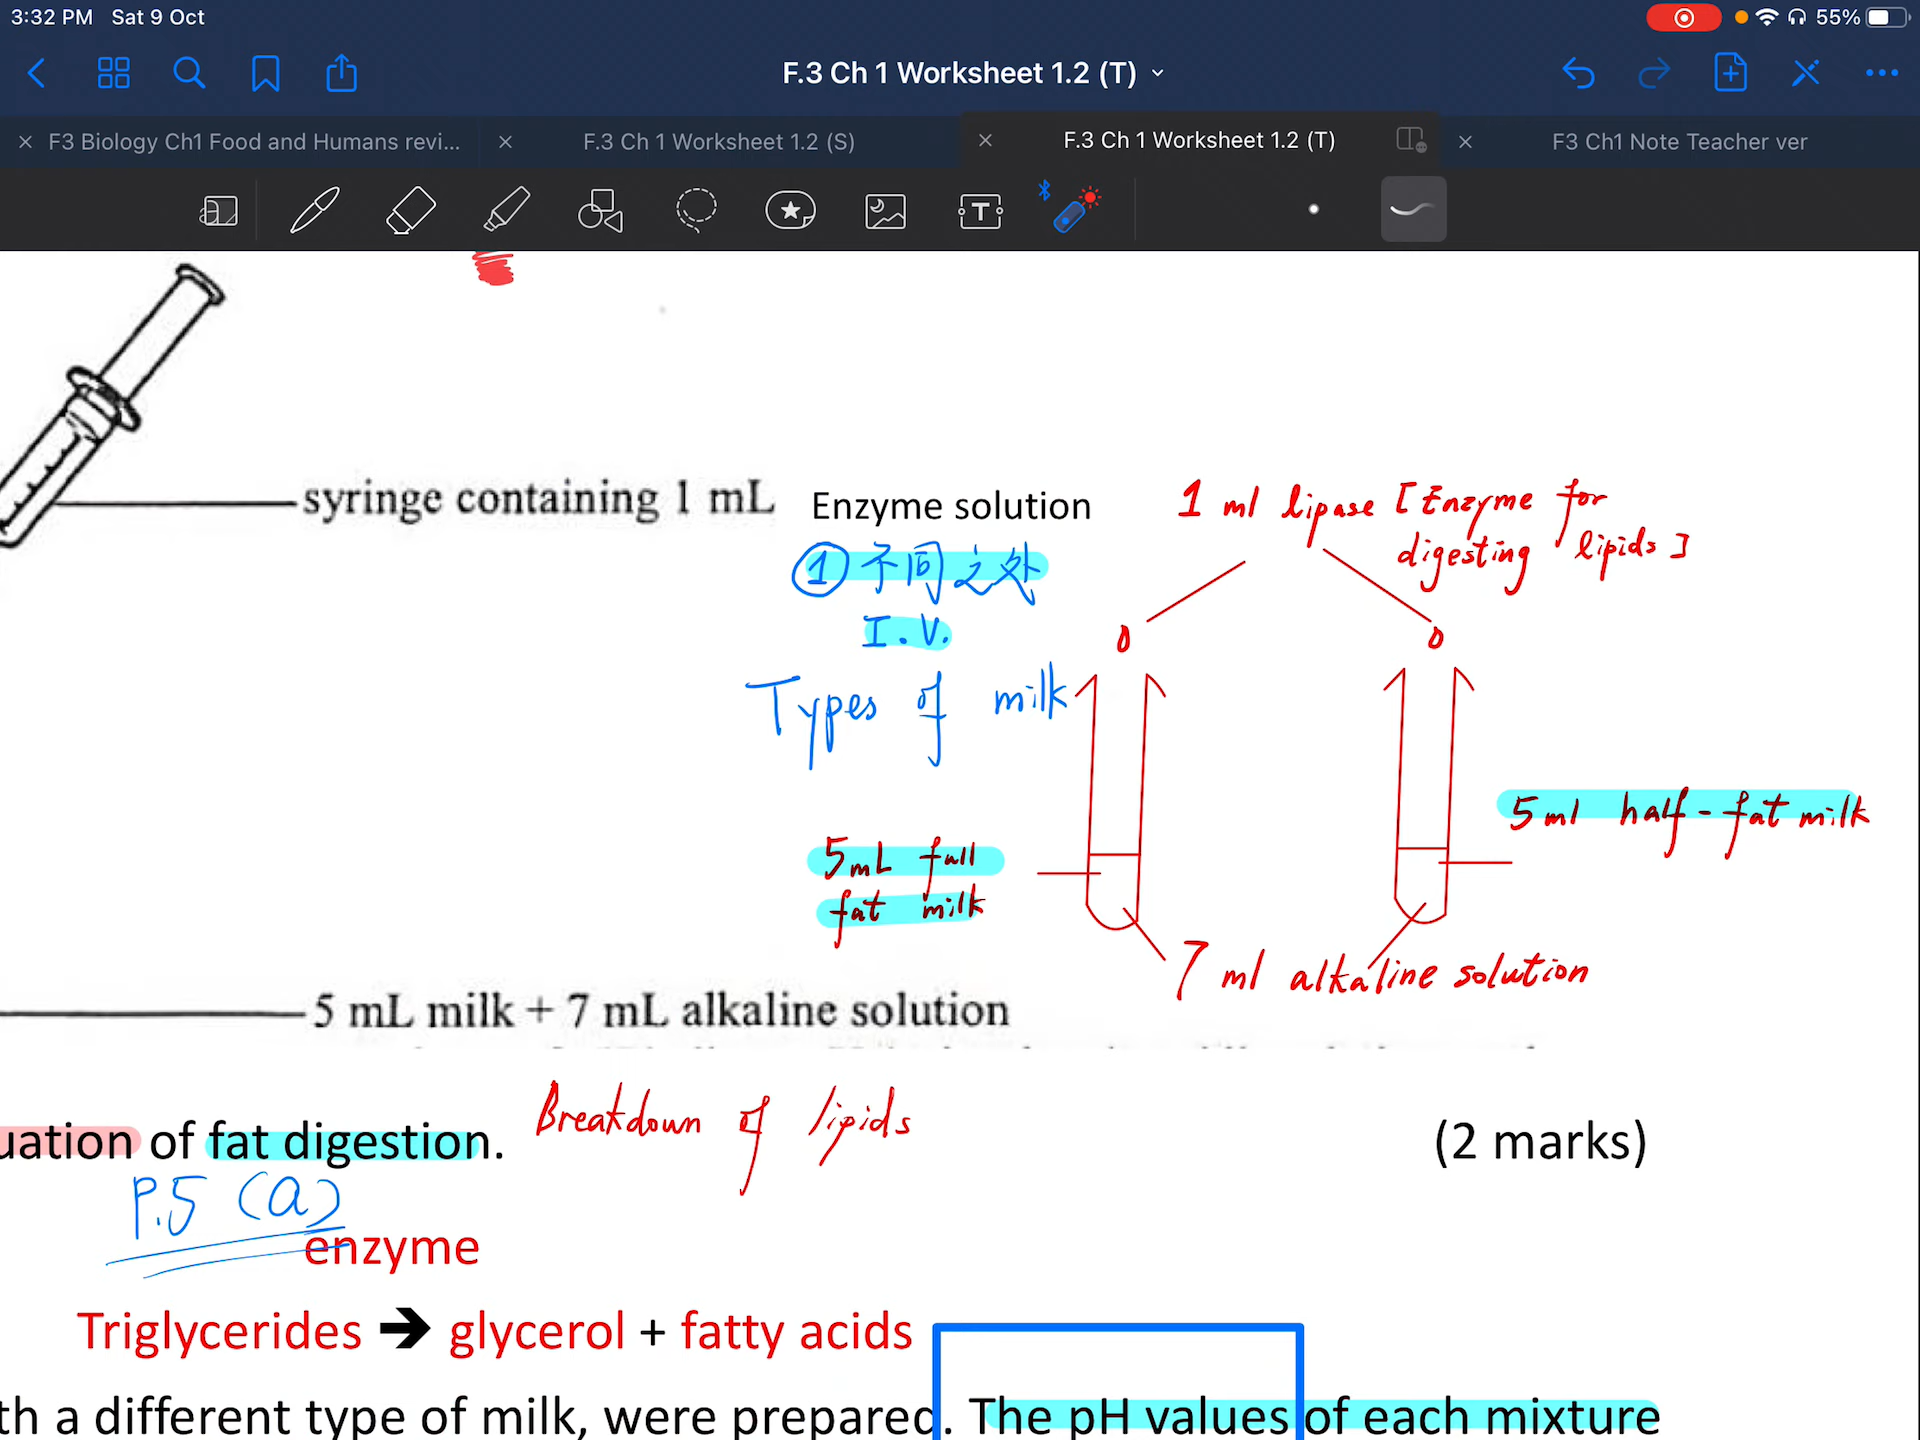 3:32 PM Sat 9 Oct
55%
F.3 Ch 1 Worksheet 1.2 (T)
F3 Biology Ch1 Food and Humans revi...
F.3 Ch 1 Worksheet 1.2 (S)
F.3 Ch 1 Worksheet 1.2 (T)
F3 Ch1 Note Teacher ver
syringe containing 1 mL Enzyme solution
1 ml lipase [Enzyme for
digesting lipids]
① 不同之处
I.V.
Types of milk
5 ml half-fat milk
5mL full
fat milk
7 ml alkaline solution
5 mL milk + 7 mL alkaline solution
uation of fat digestion.
Breakdown of lipids
(2 marks)
P.5 (a)
enzyme
Triglycerides ➔ glycerol + fatty acids
th a different type of milk, were prepared. The pH values of each mixture